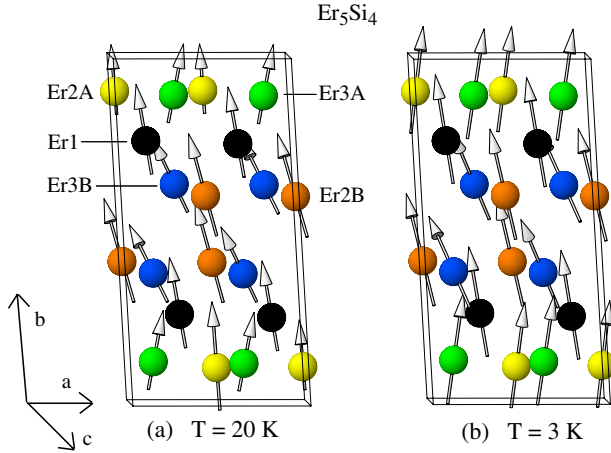 Er₅Si₄
Er2A
Er3A
Er1
Er3B
Er2B
b
a
c
(a) T = 20 K
(b) T = 3 K